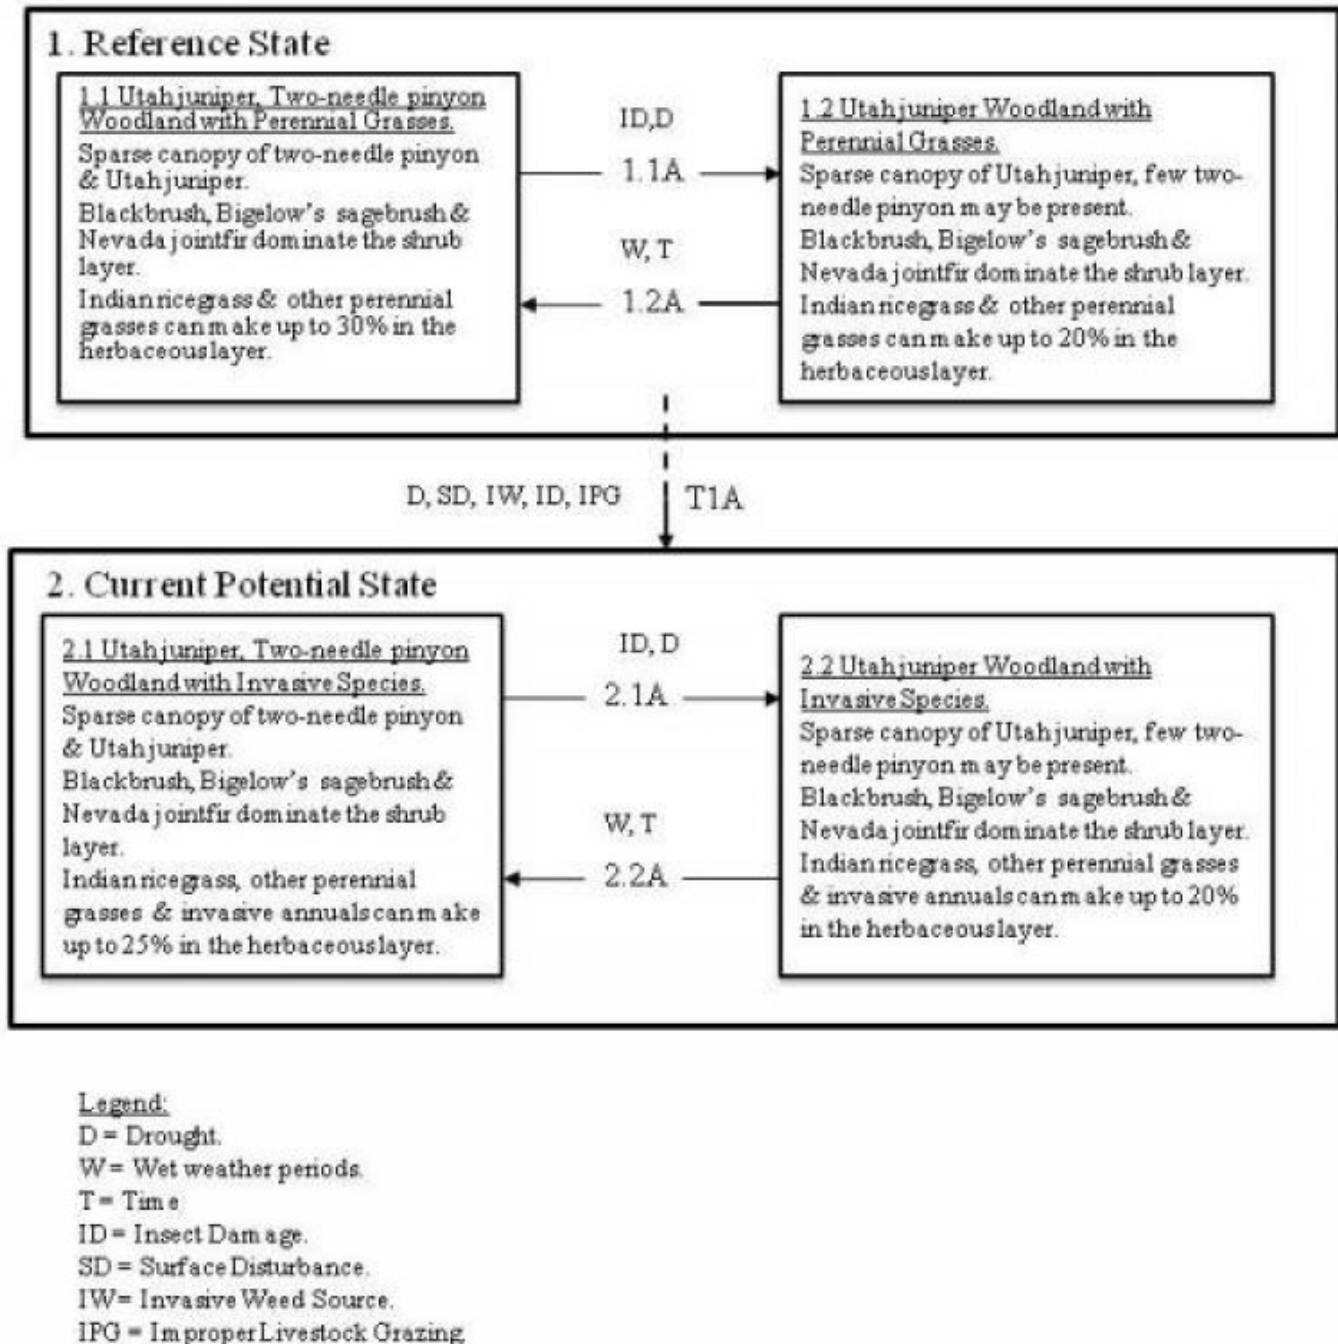 1. Reference State
1.1 Utah juniper, Two-needle pinyon
Woodland with Perennial Grasses.
Sparse canopy of two-needle pinyon
& Utah juniper.
Blackbrush, Bigelow's sagebrush &
Nevada jointfir dominate the shrub
layer.
Indian ricegrass & other perennial
grasses can make up to 30% in the
herbaceous layer.
ID,D
1.1A
W, T
1.2A
1.2 Utah juniper Woodland with
Perennial Grasses.
Sparse canopy of Utah juniper, few two-
needle pinyon may be present.
Blackbrush, Bigelow's sagebrush &
Nevada jointfir dominate the shrub layer.
Indian ricegrass & other perennial
grasses can make up to 20% in the
herbaceous layer.
D, SD, IW, ID, IPG
T1A
2. Current Potential State
2.1 Utah juniper, Two-needle pinyon
Woodland with Invasive Species.
Sparse canopy of two-needle pinyon
& Utah juniper.
Blackbrush, Bigelow's sagebrush &
Nevada jointfir dominate the shrub
layer.
Indian ricegrass, other perennial
grasses & invasive annuals can make
up to 25% in the herbaceous layer.
ID, D
2.1A
W, T
2.2A
2.2 Utah juniper Woodland with
Invasive Species.
Sparse canopy of Utah juniper, few two-
needle pinyon may be present.
Blackbrush, Bigelow's sagebrush &
Nevada jointfir dominate the shrub layer.
Indian ricegrass, other perennial grasses
& invasive annuals can make up to 20%
in the herbaceous layer.
Legend:
D = Drought.
W = Wet weather periods.
T = Time
ID = Insect Damage.
SD = Surface Disturbance.
IW= Invasive Weed Source.
IPG = Improper Livestock Grazing